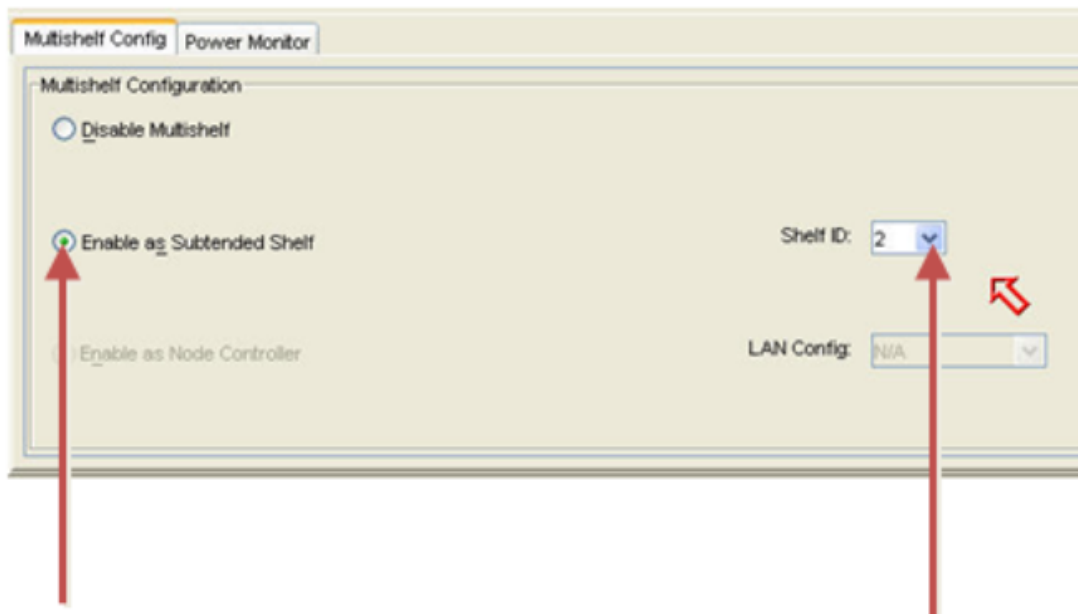 Multishelf Config Power Monitor
Multishelf Configuration
Disable Multishelf
Enable as Subtended Shelf Shelf ID: 2
Enable as Node Controller LAN Config: N/A